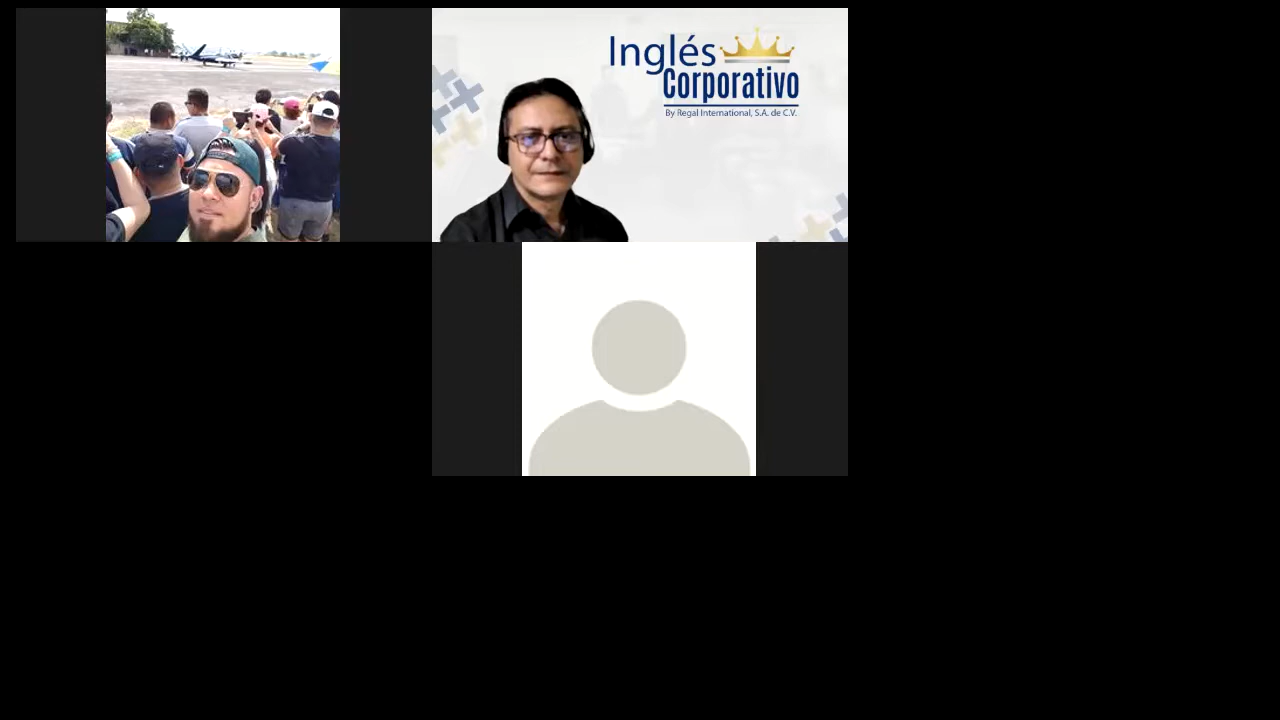 Inglés
Corporativo
By Regal International, S.A. de C.V.